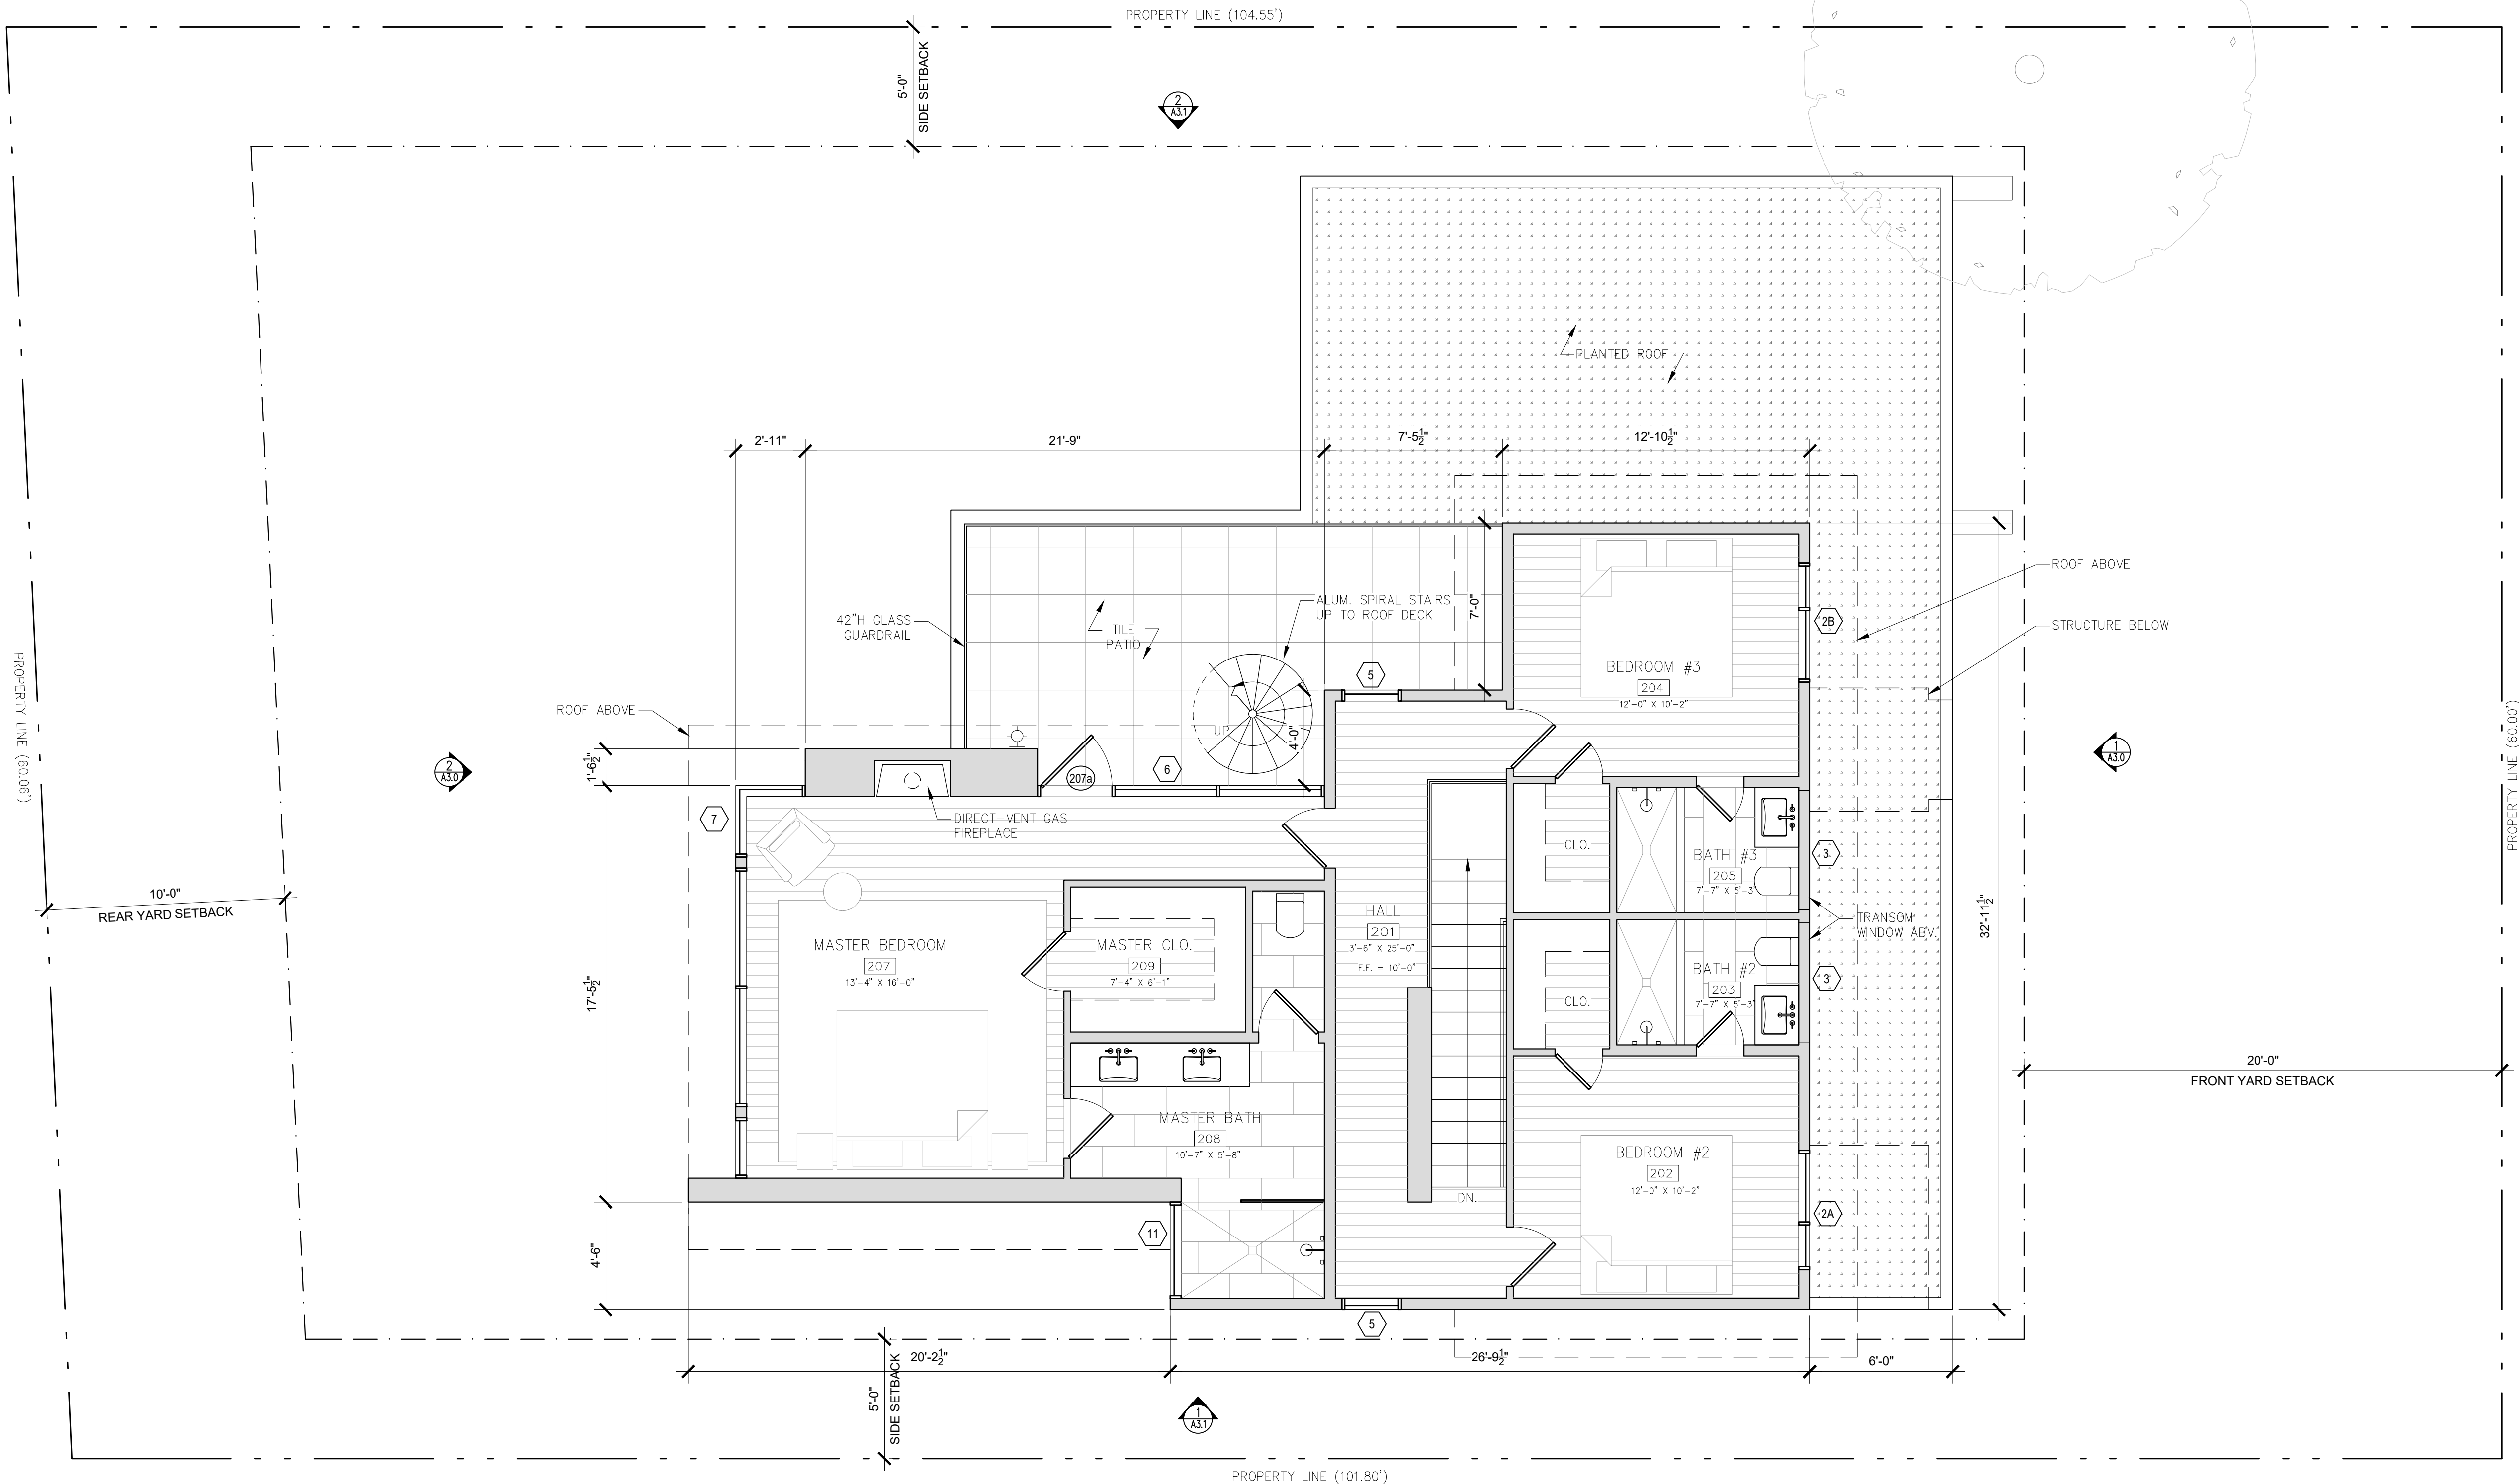 PROPERTY LINE (104.55')
5'-0"
SIDE SETBACK
2
A3.1
PLANTED ROOF
2'-11"
21'-9"
7'-5½"
12'-10½"
42"H GLASS
GUARDRAIL
TILE
PATIO
ALUM. SPIRAL STAIRS
UP TO ROOF DECK
7'-0"
ROOF ABOVE
STRUCTURE BELOW
BEDROOM #3
204
12'-0" X 10'-2"
2B
5
ROOF ABOVE
UP
4'-0"
1'-6½"
2
A3.0
207a
6
1
A3.0
PROPERTY LINE (60.06')
PROPERTY LINE (60.00')
7
DIRECT-VENT GAS
FIREPLACE
CLO.
BATH #3
205
7'-7" X 5'-3"
3
10'-0"
REAR YARD SETBACK
HALL
201
3'-6" X 25'-0"
F.F. = 10'-0"
TRANSOM
WINDOW ABV.
32'-11½"
MASTER BEDROOM
207
13'-4" X 16'-0"
MASTER CLO.
209
7'-4" X 6'-1"
CLO.
BATH #2
203
7'-7" X 5'-3"
3
17'-5½"
20'-0"
FRONT YARD SETBACK
MASTER BATH
208
10'-7" X 5'-8"
BEDROOM #2
202
12'-0" X 10'-2"
DN.
2A
11
4'-6"
5
20'-2½"
26'-9½"
6'-0"
5'-0"
SIDE SETBACK
1
A3.1
PROPERTY LINE (101.80')